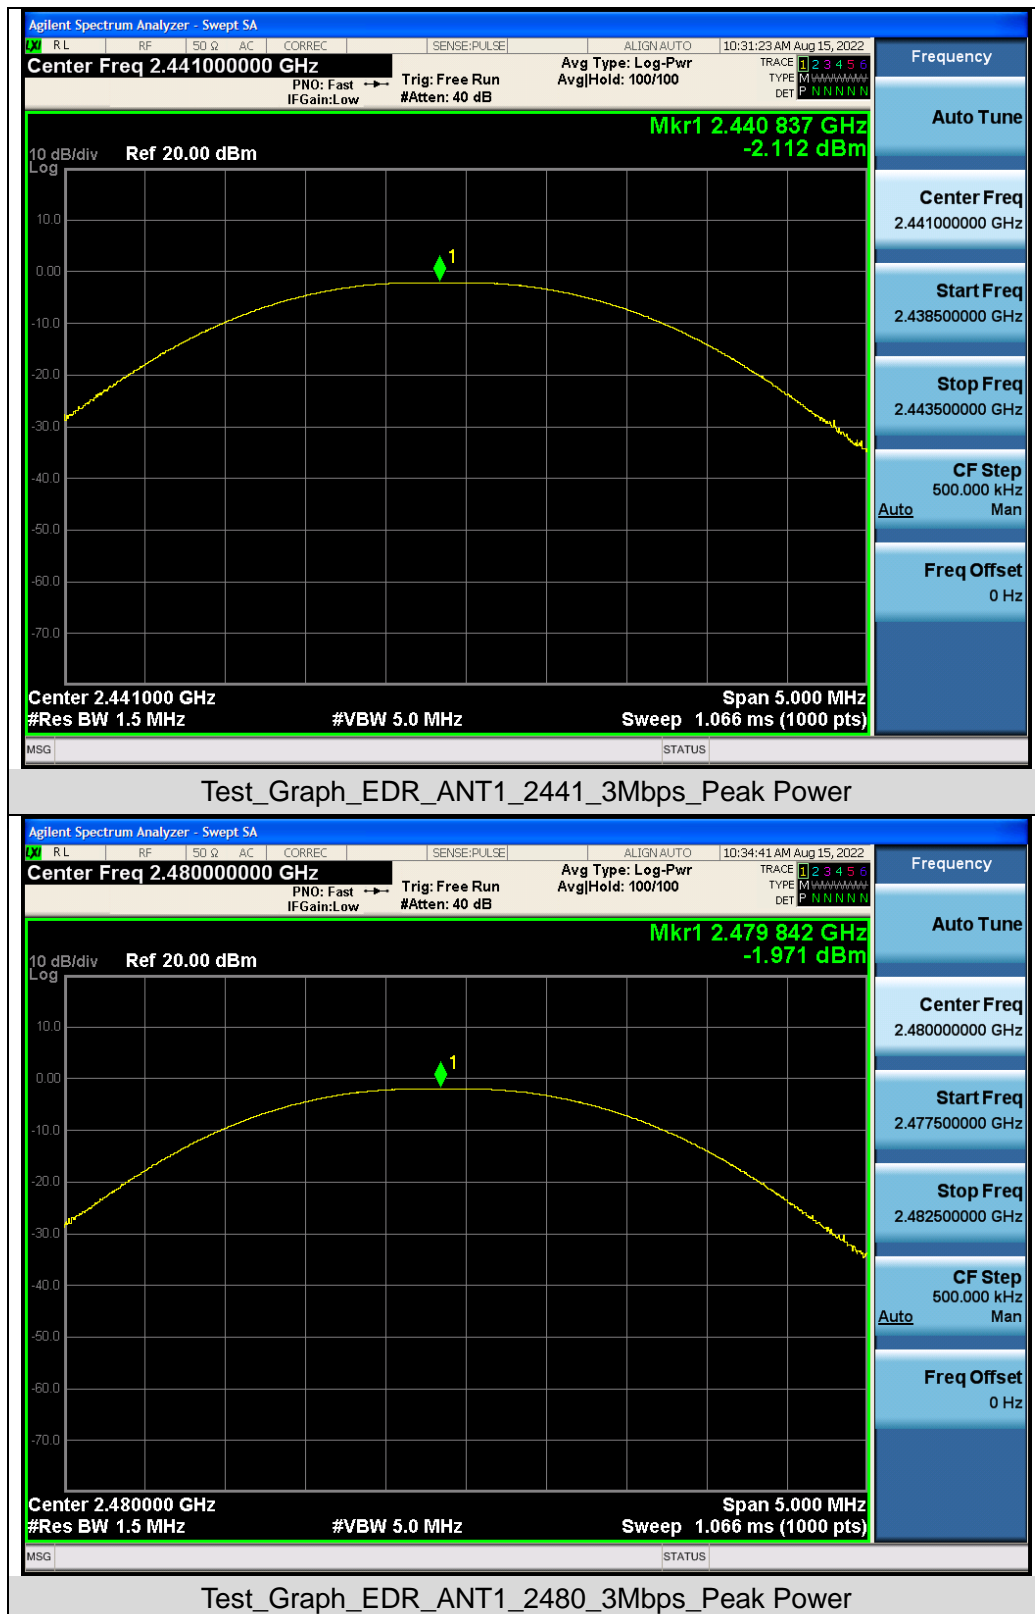 Agilent Spectrum Analyzer - Swept SA
LXI RL RF 50 Ω AC CORREC SENSE:PULSE ALIGN AUTO 10:31:23 AM Aug 15, 2022
Center Freq 2.441000000 GHz
PNO: Fast
IFGain:Low
Trig: Free Run
#Atten: 40 dB
Avg Type: Log-Pwr
Avg|Hold: 100/100
TRACE 1 2 3 4 5 6
TYPE M
DET P N N N N N
Mkr1 2.440 837 GHz
-2.112 dBm
10 dB/div Ref 20.00 dBm
Log
10.0
1
0.00
-10.0
-20.0
-30.0
-40.0
-50.0
-60.0
-70.0
Center 2.441000 GHz Span 5.000 MHz
#Res BW 1.5 MHz #VBW 5.0 MHz Sweep 1.066 ms (1000 pts)
MSG STATUS
Frequency
Auto Tune
Center Freq
2.441000000 GHz
Start Freq
2.438500000 GHz
Stop Freq
2.443500000 GHz
CF Step
500.000 kHz
Auto Man
Freq Offset
0 Hz
Test_Graph_EDR_ANT1_2441_3Mbps_Peak Power
Agilent Spectrum Analyzer - Swept SA
LXI RL RF 50 Ω AC CORREC SENSE:PULSE ALIGN AUTO 10:34:41 AM Aug 15, 2022
Center Freq 2.480000000 GHz
PNO: Fast
IFGain:Low
Trig: Free Run
#Atten: 40 dB
Avg Type: Log-Pwr
Avg|Hold: 100/100
TRACE 1 2 3 4 5 6
TYPE M
DET P N N N N N
Mkr1 2.479 842 GHz
-1.971 dBm
10 dB/div Ref 20.00 dBm
Log
10.0
1
0.00
-10.0
-20.0
-30.0
-40.0
-50.0
-60.0
-70.0
Center 2.480000 GHz Span 5.000 MHz
#Res BW 1.5 MHz #VBW 5.0 MHz Sweep 1.066 ms (1000 pts)
MSG STATUS
Frequency
Auto Tune
Center Freq
2.480000000 GHz
Start Freq
2.477500000 GHz
Stop Freq
2.482500000 GHz
CF Step
500.000 kHz
Auto Man
Freq Offset
0 Hz
Test_Graph_EDR_ANT1_2480_3Mbps_Peak Power